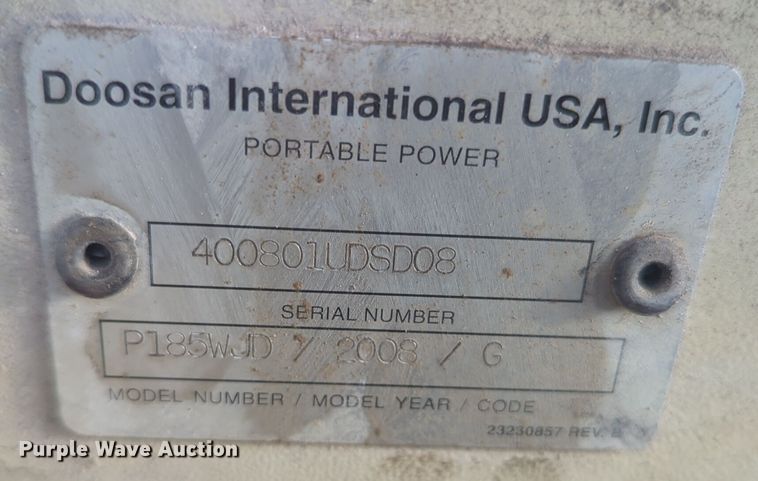 Doosan International USA, Inc.
PORTABLE POWER
400801UDSD08
SERIAL NUMBER
P185WJD / 2008 / G
MODEL NUMBER / MODEL YEAR / CODE
23230857 REV. B
Purple Wave Auction